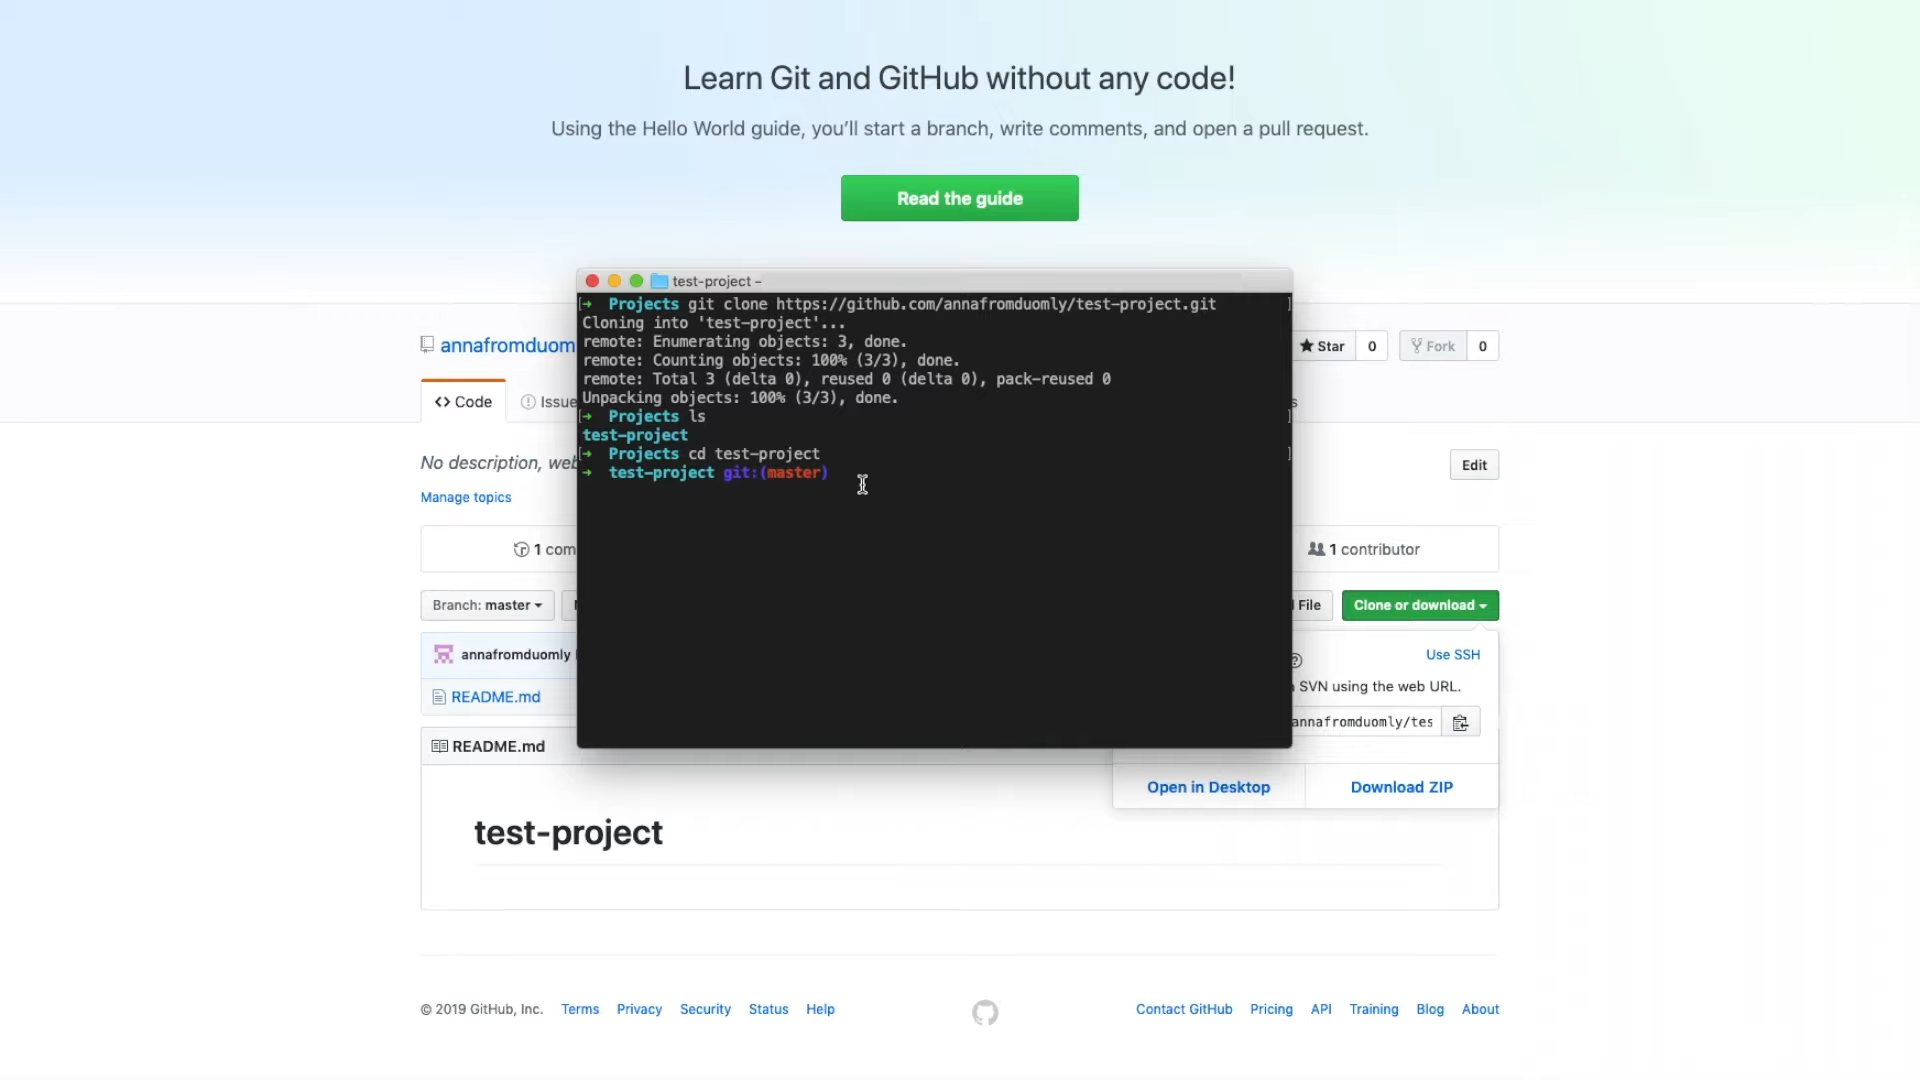 Learn Git and GitHub without any code!
Using the Hello World guide, you’ll start a branch, write comments, and open a pull request.
Read the guide
test-project –
➜ Projects git clone https://github.com/annafromduomly/test-project.git
Cloning into 'test-project'...
remote: Enumerating objects: 3, done.
remote: Counting objects: 100% (3/3), done.
remote: Total 3 (delta 0), reused 0 (delta 0), pack-reused 0
Unpacking objects: 100% (3/3), done.
➜ Projects ls
test-project
➜ Projects cd test-project
➜ test-project git:(master)
annafromduom
Star 0
Fork 0
Code
Issue
No description, web
Edit
Manage topics
1 com
1 contributor
Branch: master
File
Clone or download
annafromduomly
Use SSH
SVN using the web URL.
README.md
annafromduomly/tes
README.md
Open in Desktop
Download ZIP
test-project
© 2019 GitHub, Inc. Terms Privacy Security Status Help
Contact GitHub Pricing API Training Blog About